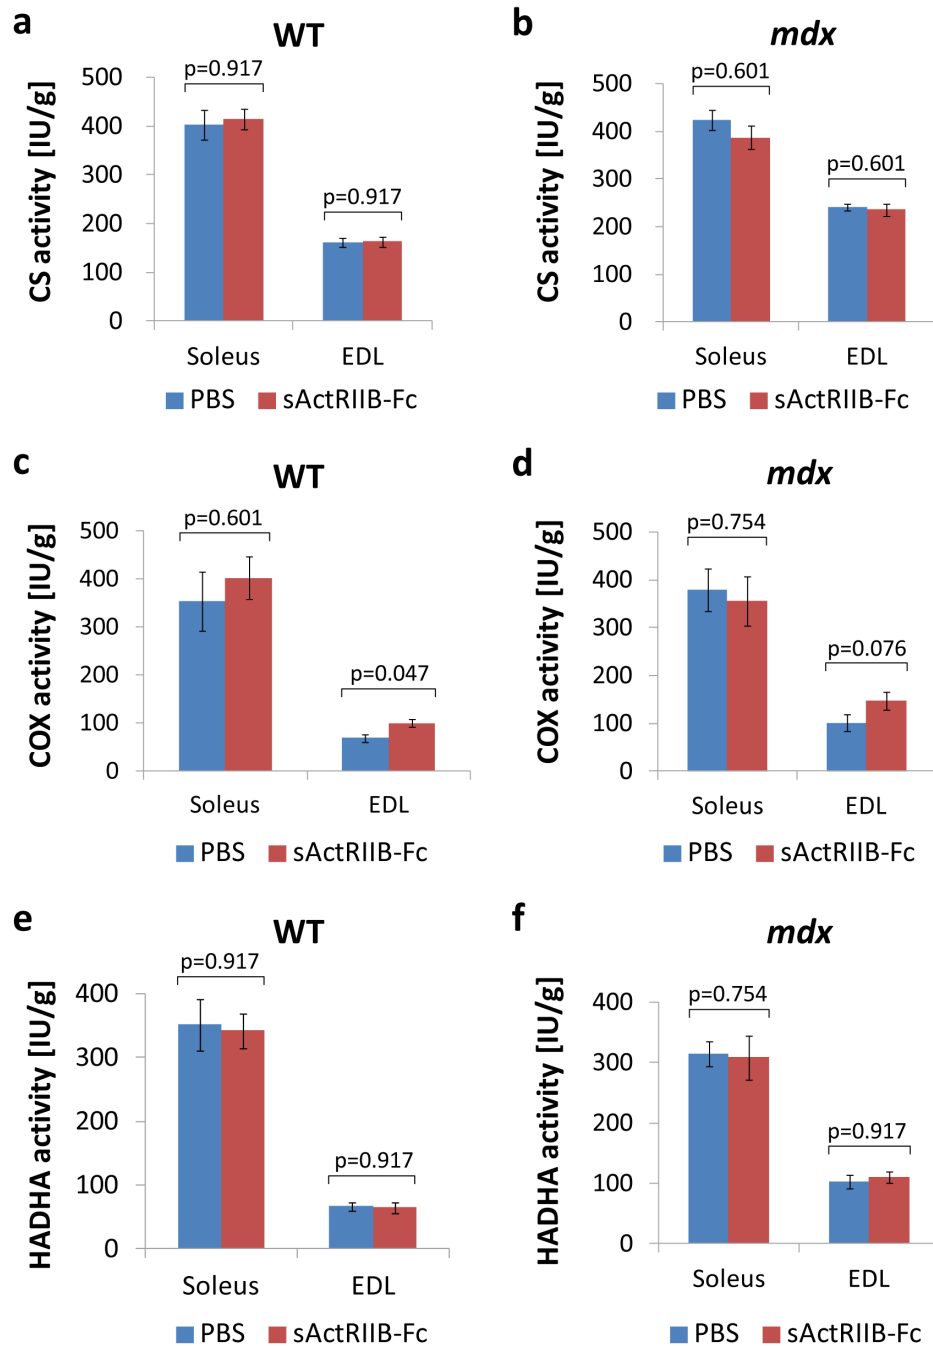 a
WT
CS activity [IU/g]
p=0.917
500
400
300
200
100
0
p=0.917
Soleus
EDL
PBS
sActRIIB-Fc
b
mdx
CS activity [IU/g]
p=0.601
500
400
300
200
100
0
p=0.601
Soleus
EDL
PBS
sActRIIB-Fc
c
WT
COX activity [IU/g]
p=0.601
500
400
300
200
100
0
p=0.047
Soleus
EDL
PBS
sActRIIB-Fc
d
mdx
COX activity [IU/g]
p=0.754
500
400
300
200
100
0
p=0.076
Soleus
EDL
PBS
sActRIIB-Fc
e
WT
HADHA activity [IU/g]
p=0.917
400
300
200
100
0
p=0.917
Soleus
EDL
PBS
sActRIIB-Fc
f
mdx
HADHA activity [IU/g]
p=0.754
400
300
200
100
0
p=0.917
Soleus
EDL
PBS
sActRIIB-Fc